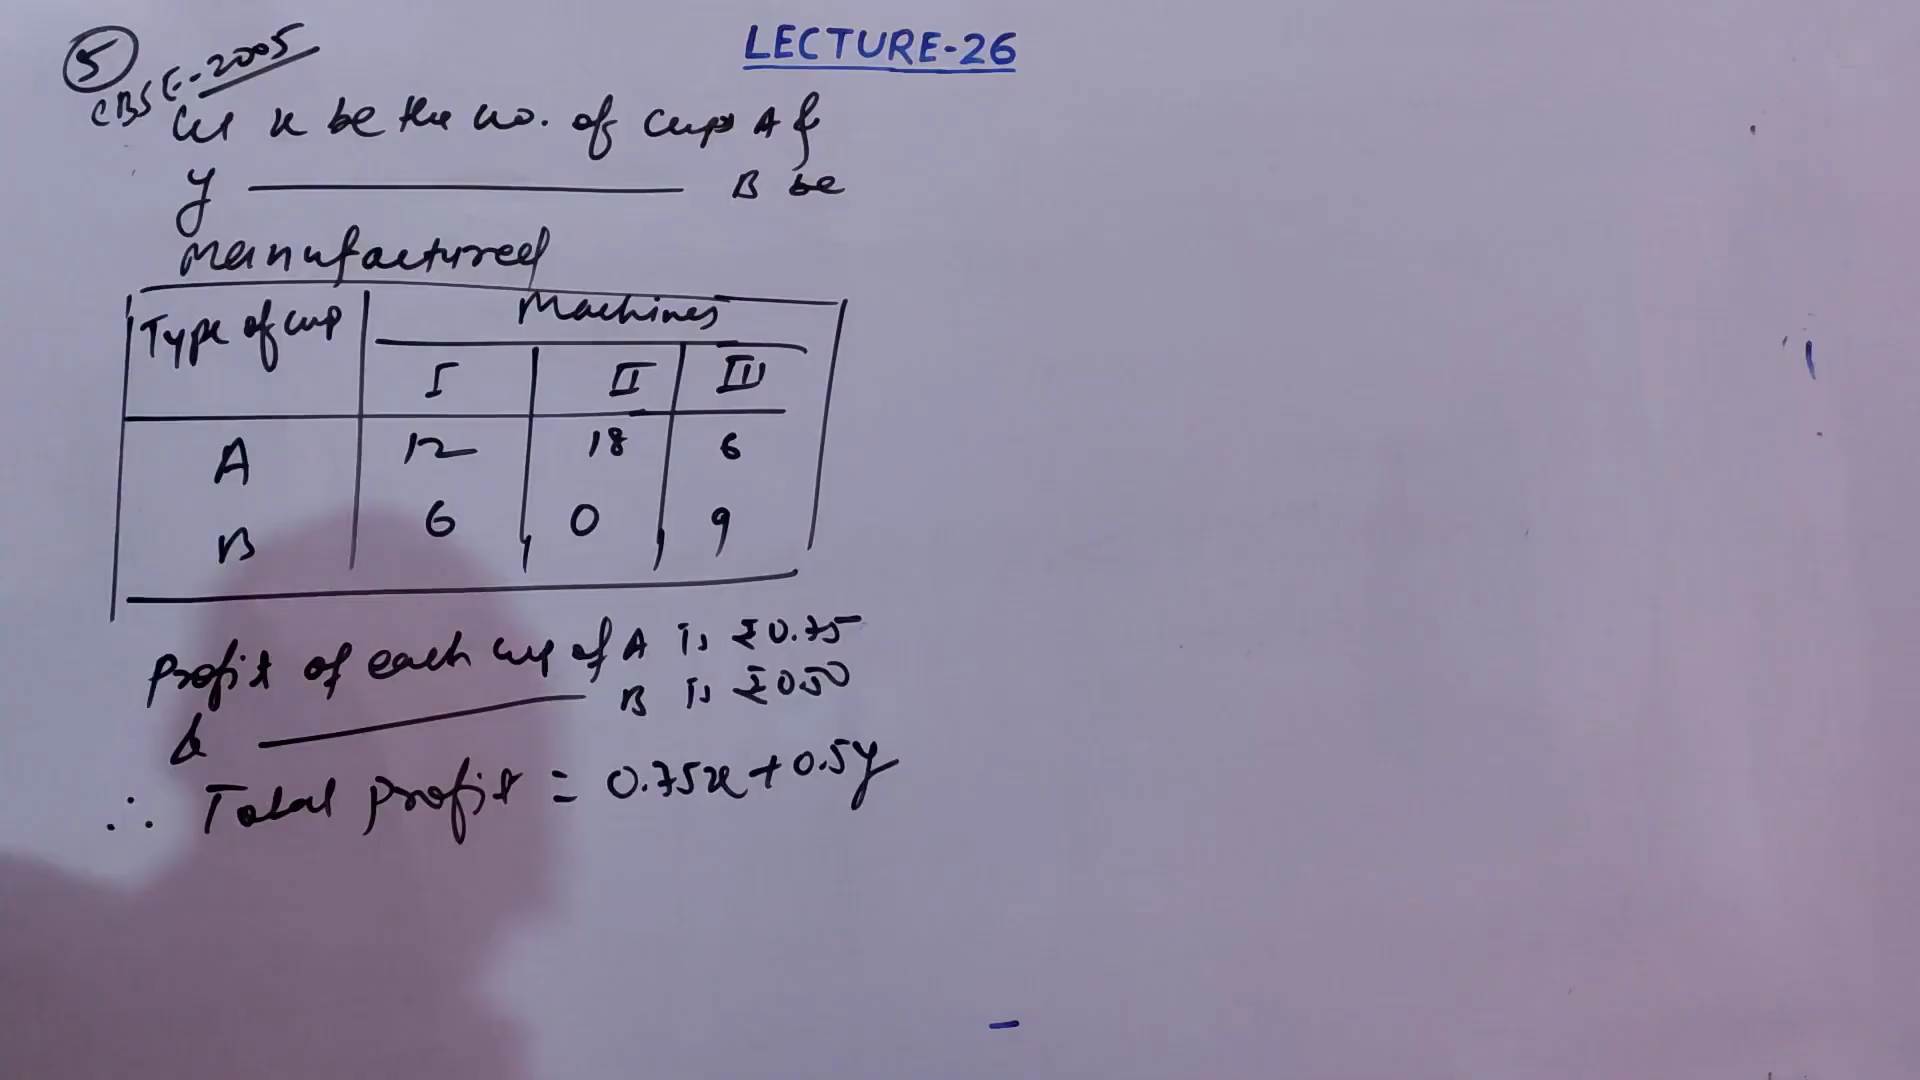 LECTURE-26
5
CBSE-2005
Let x be the no. of cups A &
y B be
manufactured
Type of cup Machines
I II III
A 12 18 6
B 6 0 9
Profit of each cup of A is ₹0.75
& B is ₹0.50
∴ Total profit = 0.75x+0.5y